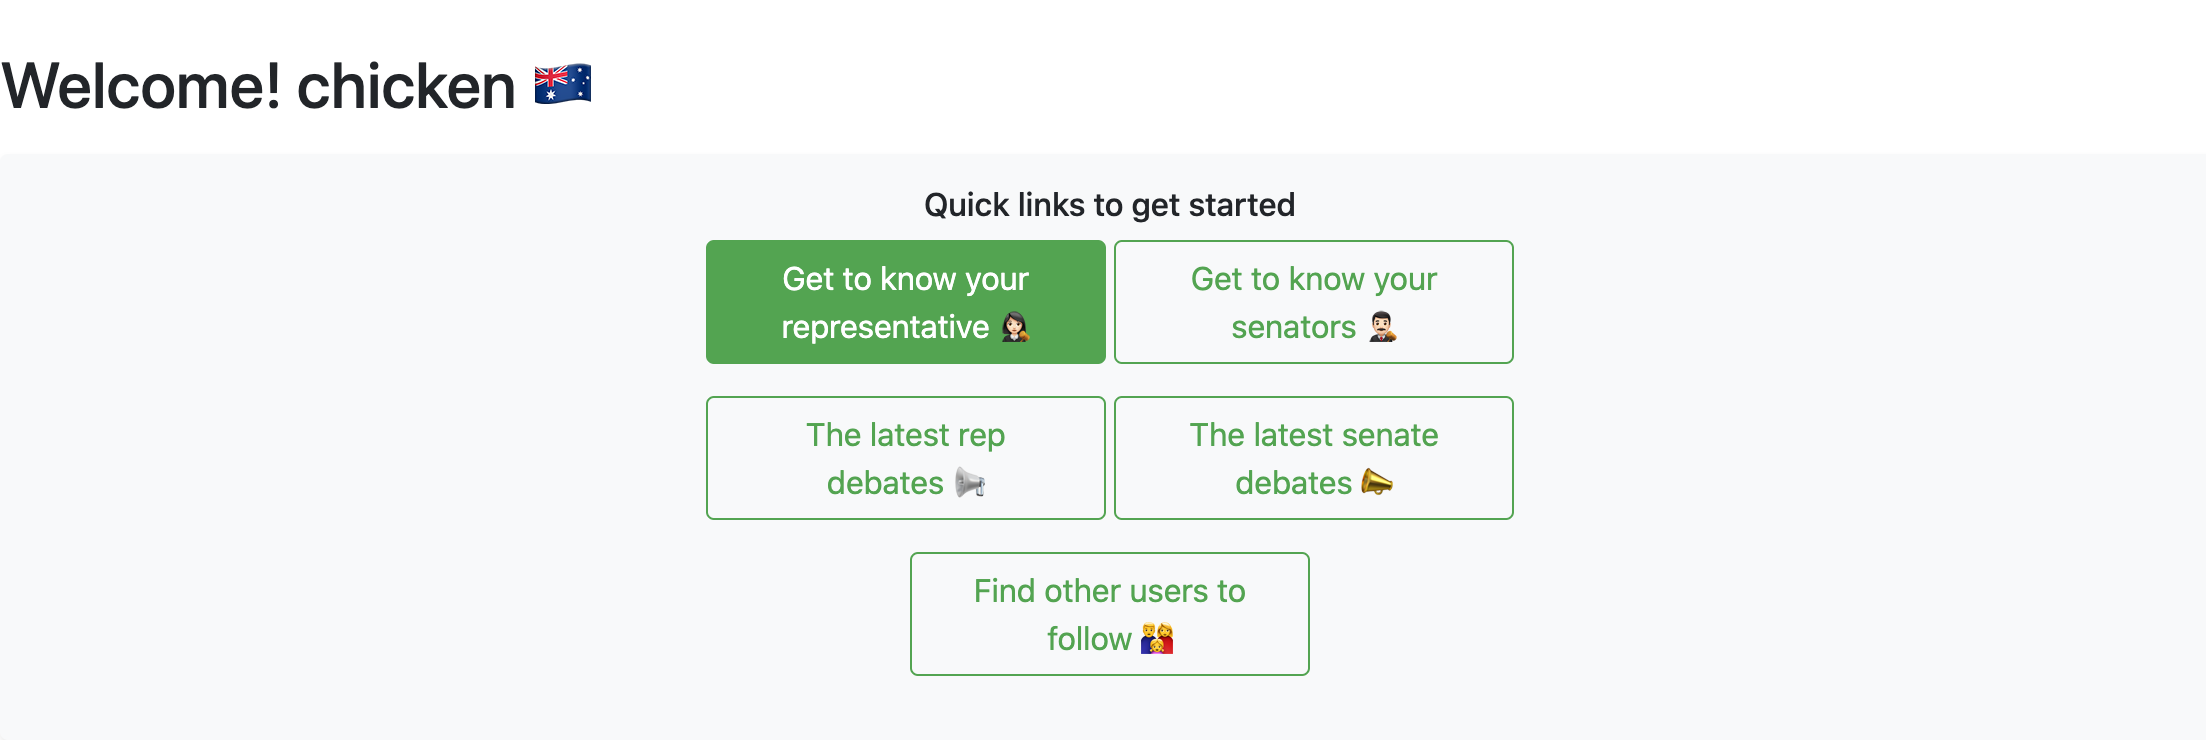 Welcome! chicken 🇦🇺
Quick links to get started
Get to know your
representative 👩🏻‍⚖️
Get to know your
senators 👨🏻‍⚖️
The latest rep
debates 📢
The latest senate
debates 📣
Find other users to
follow 👨‍👩‍👧